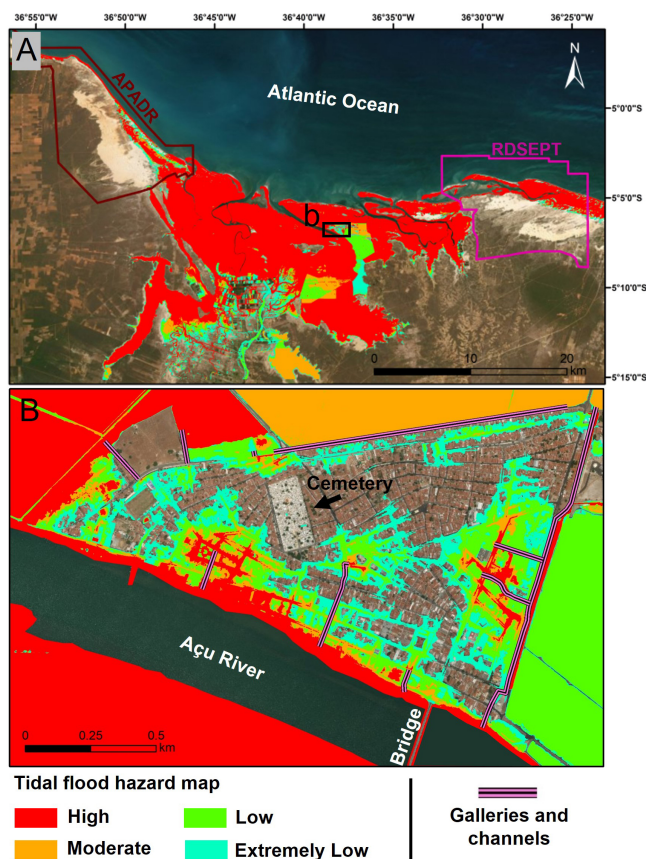 36°55'0"W 36°50'0"W 36°45'0"W 36°40'0"W 36°35'0"W 36°30'0"W 36°25'0"W
A
N
Atlantic Ocean
APADR
5°0'0"S
RDSEPT
5°5'0"S
b
5°10'0"S
0 10 20
km
5°15'0"S
B
Cemetery
Açu River
Bridge
0 0.25 0.5
km
Tidal flood hazard map
High Low
Moderate Extremely Low
Galleries and
channels